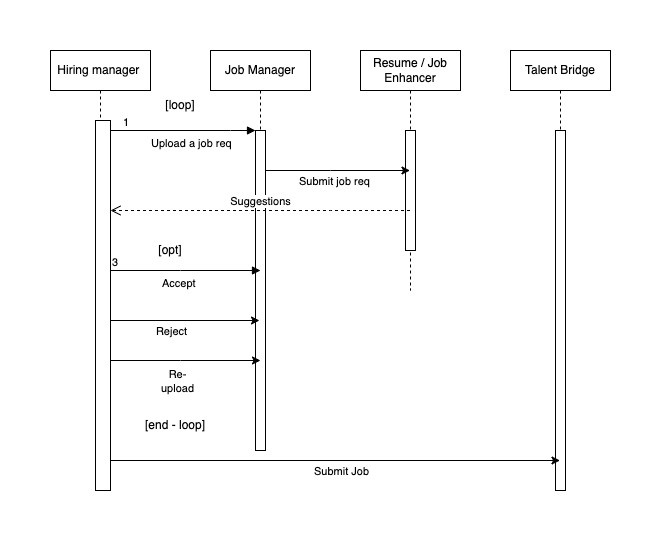 Hiring manager
Job Manager
Resume / Job
Enhancer
Talent Bridge
[loop]
1
Upload a job req
Submit job req
Suggestions
[opt]
3
Accept
Reject
Re-
upload
[end - loop]
Submit Job